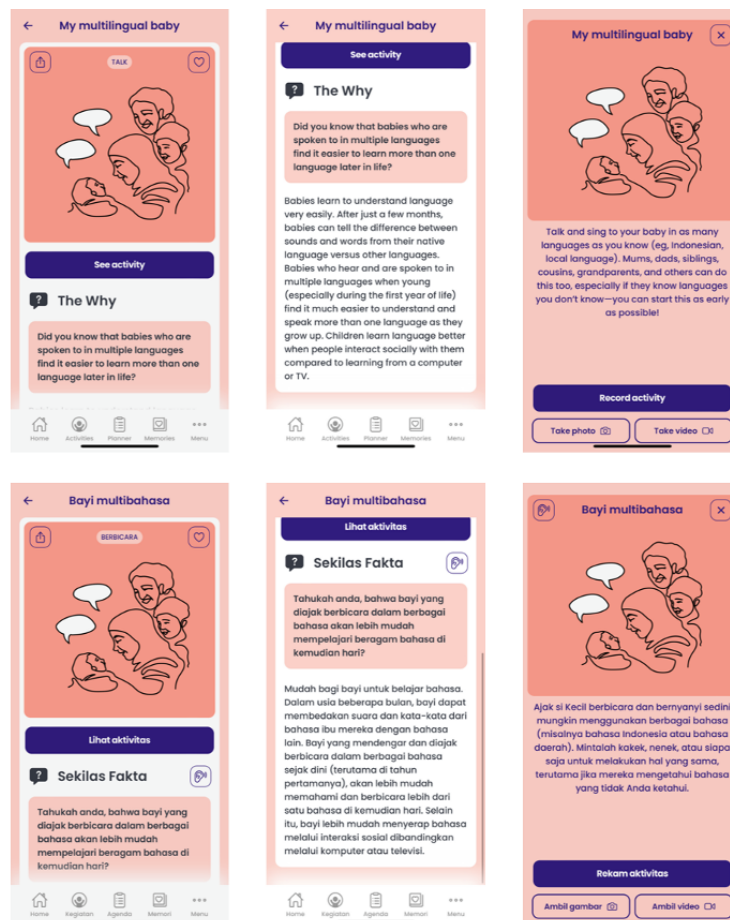 My multilingual baby
TALK
See activity
The Why
Did you know that babies who are
spoken to in multiple languages
find it easier to learn more than one
language later in life?
Home Activities Planner Memories Menu
My multilingual baby
See activity
The Why
Did you know that babies who are
spoken to in multiple languages
find it easier to learn more than one
language later in life?
Babies learn to understand language
very easily. After just a few months,
babies can tell the difference between
sounds and words from their native
language versus other languages.
Babies who hear and are spoken to in
multiple languages when young
(especially during the first year of life)
find it much easier to understand and
speak more than one language as they
grow up. Children learn language better
when people interact socially with them
compared to learning from a computer
or TV.
Home Activities Planner Memories Menu
My multilingual baby
Talk and sing to your baby in as many
languages as you know (eg, Indonesian,
local language). Mums, dads, siblings,
cousins, grandparents, and others can do
this too, especially if they know languages
you don't know—you can start this as early
as possible!
Record activity
Take photo Take video
Bayi multibahasa
BERBICARA
Lihat aktivitas
Sekilas Fakta
Tahukah anda, bahwa bayi yang
diajak berbicara dalam berbagai
bahasa akan lebih mudah
mempelajari beragam bahasa di
kemudian hari?
Home Kegiatan Agenda Memori Menu
Bayi multibahasa
Lihat aktivitas
Sekilas Fakta
Tahukah anda, bahwa bayi yang
diajak berbicara dalam berbagai
bahasa akan lebih mudah
mempelajari beragam bahasa di
kemudian hari?
Mudah bagi bayi untuk belajar bahasa.
Dalam usia beberapa bulan, bayi dapat
membedakan suara dan kata-kata dari
bahasa ibu mereka dengan bahasa
lain. Bayi yang mendengar dan diajak
berbicara dalam berbagai bahasa
sejak dini (terutama di tahun
pertamanya), akan lebih mudah
memahami dan berbicara lebih dari
satu bahasa di kemudian hari. Selain
itu, bayi lebih mudah menyerap bahasa
melalui interaksi sosial dibandingkan
melalui komputer atau televisi.
Home Kegiatan Agenda Memori Menu
Bayi multibahasa
Ajak si Kecil berbicara dan bernyanyi sedini
mungkin menggunakan berbagai bahasa
(misalnya bahasa Indonesia atau bahasa
daerah). Mintalah kakek, nenek, atau siapa
saja untuk melakukan hal yang sama,
terutama jika mereka mengetahui bahasa
yang tidak Anda ketahui.
Rekam aktivitas
Ambil gambar Ambil video